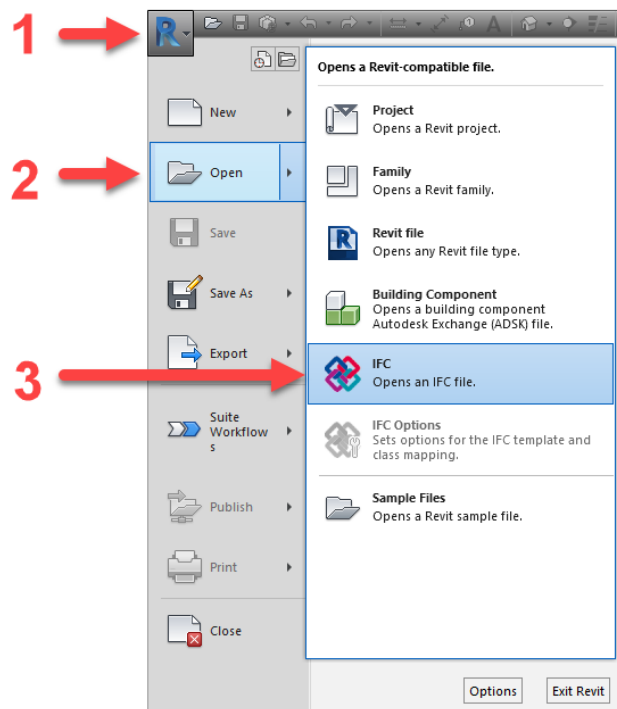 1
R
A
Opens a Revit-compatible file.
New
Project
Opens a Revit project.
2
Open
Family
Opens a Revit family.
Save
R
Revit file
Opens any Revit file type.
Save As
Building Component
Opens a building component
Autodesk Exchange (ADSK) file.
3
Export
IFC
Opens an IFC file.
Suite
Workflow
s
IFC Options
Sets options for the IFC template and
class mapping.
Publish
Sample Files
Opens a Revit sample file.
Print
Close
Options
Exit Revit